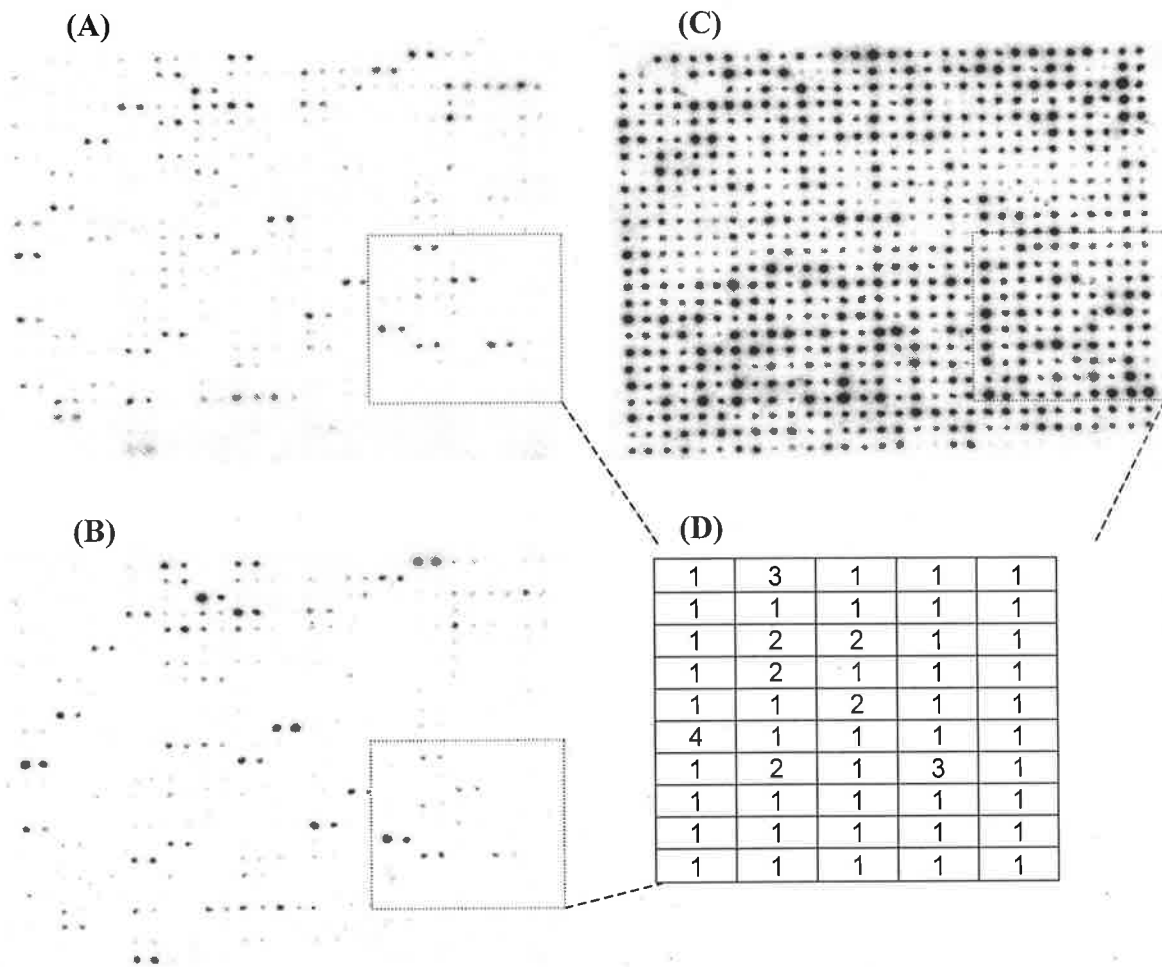 (A)
(C)
(B)
(D)
1 3 1 1 1
1 1 1 1 1
1 2 2 1 1
1 2 1 1 1
1 1 2 1 1
4 1 1 1 1
1 2 1 3 1
1 1 1 1 1
1 1 1 1 1
1 1 1 1 1